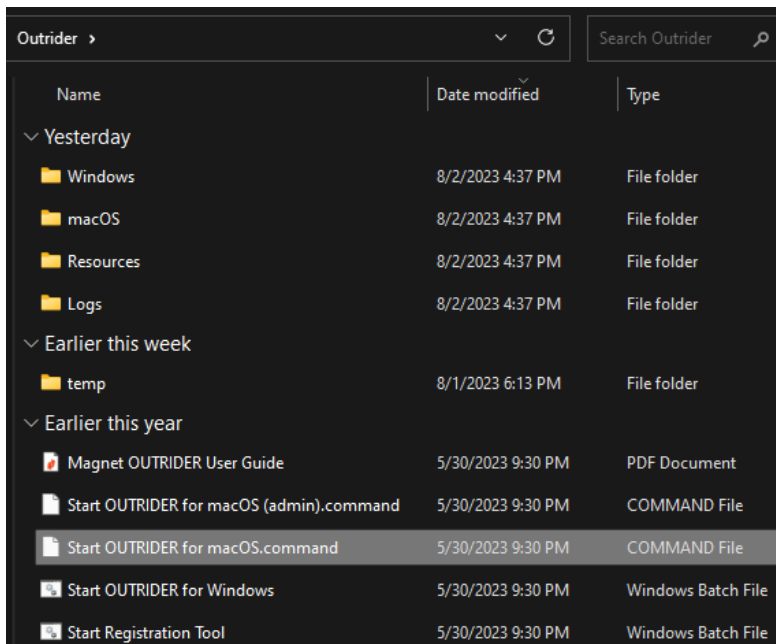 Outrider
Search Outrider
Name Date modified Type
Yesterday
Windows 8/2/2023 4:37 PM File folder
macOS 8/2/2023 4:37 PM File folder
Resources 8/2/2023 4:37 PM File folder
Logs 8/2/2023 4:37 PM File folder
Earlier this week
temp 8/1/2023 6:13 PM File folder
Earlier this year
Magnet OUTRIDER User Guide 5/30/2023 9:30 PM PDF Document
Start OUTRIDER for macOS (admin).command 5/30/2023 9:30 PM COMMAND File
Start OUTRIDER for macOS.command 5/30/2023 9:30 PM COMMAND File
Start OUTRIDER for Windows 5/30/2023 9:30 PM Windows Batch File
Start Registration Tool 5/30/2023 9:30 PM Windows Batch File